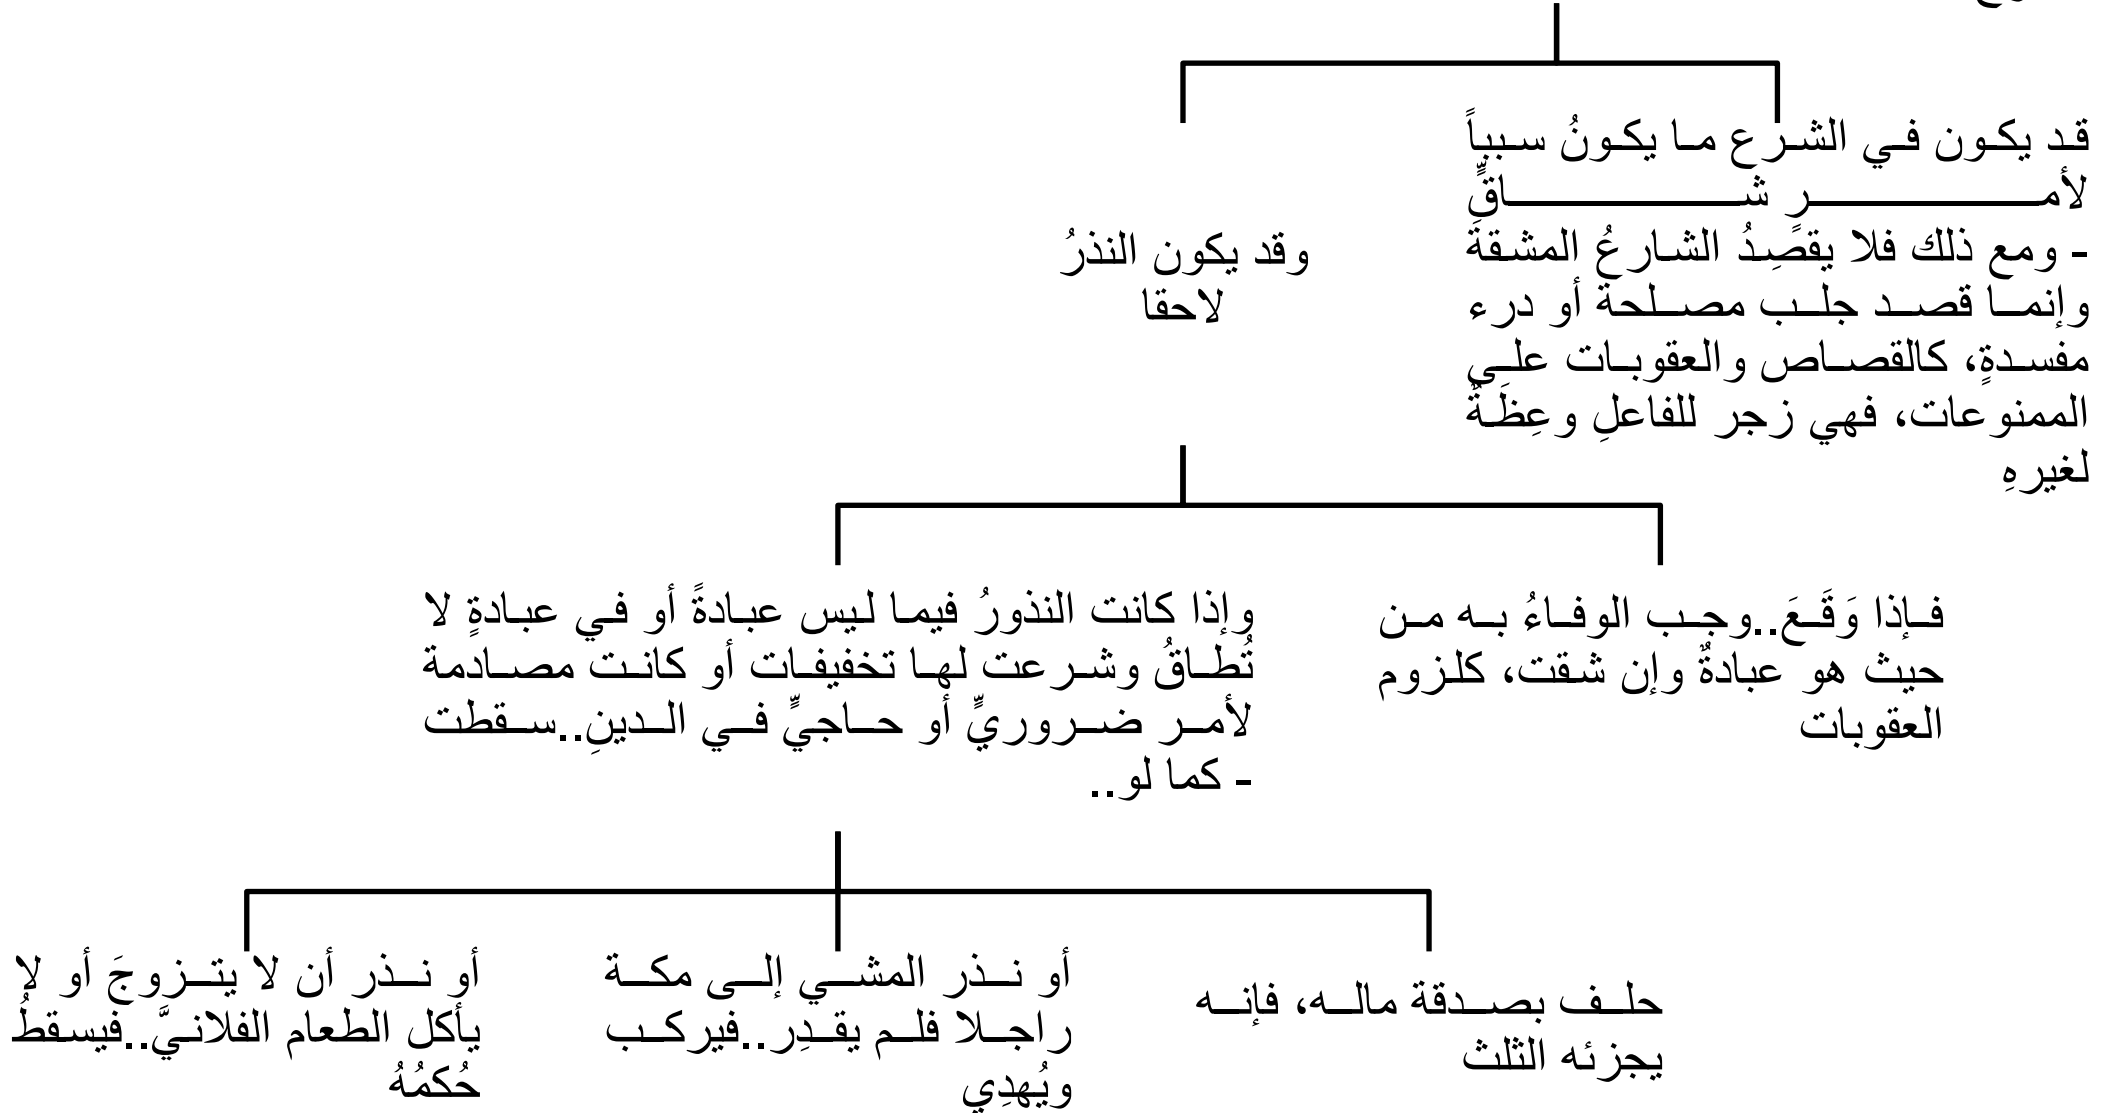 قد يكون في الشرع ما يكونُ سبباً
لأمر شاقٍّ
- ومع ذلك فلا يقصِدُ الشارعُ المشقةَ
وإنما قصد جلب مصلحة أو درء
مفسدةٍ، كالقصاص والعقوبات على
الممنوعات، فهي زجر للفاعلِ وعِظَةٌ
لغيرهِ
وقد يكون النذرُ
لاحقا
فإذا وَقَعَ..وجب الوفاءُ به من
حيث هو عبادةٌ وإن شقت، كلزوم
العقوبات
وإذا كانت النذورُ فيما ليس عبادةً أو في عبادةٍ لا
تُطاقُ وشرعت لها تخفيفات أو كانت مصادمة
لأمر ضروريٍّ أو حاجيٍّ في الدينِ..سقطت
- كما لو..
حلف بصدقة ماله، فإنه
يجزئه الثلث
أو نذر المشي إلى مكة
راجلا فلم يقدِر..فيركب
ويُهدِي
أو نذر أن لا يتزوجَ أو لا
يأكل الطعام الفلانيَّ..فيسقطُ
حُكمُهُ